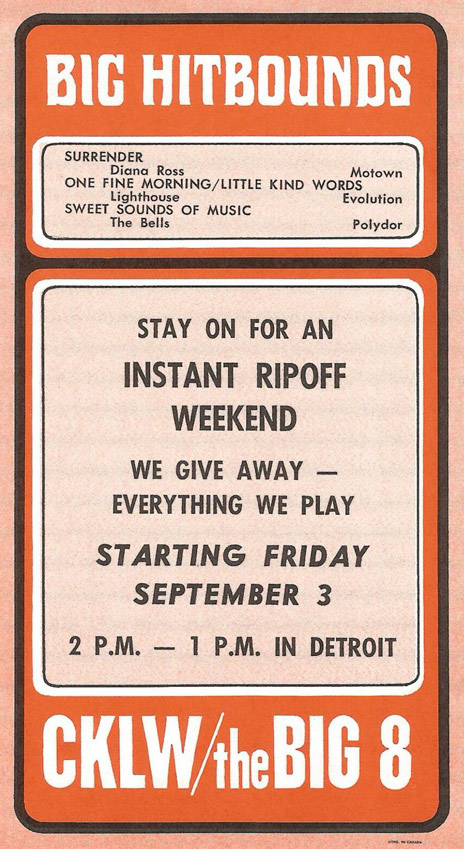 BIG HITBOUNDS
SURRENDER
Diana Ross Motown
ONE FINE MORNING/LITTLE KIND WORDS
Lighthouse Evolution
SWEET SOUNDS OF MUSIC
The Bells Polydor
STAY ON FOR AN
INSTANT RIPOFF
WEEKEND
WE GIVE AWAY —
EVERYTHING WE PLAY
STARTING FRIDAY
SEPTEMBER 3
2 P.M. — 1 P.M. IN DETROIT
CKLW/the BIG 8